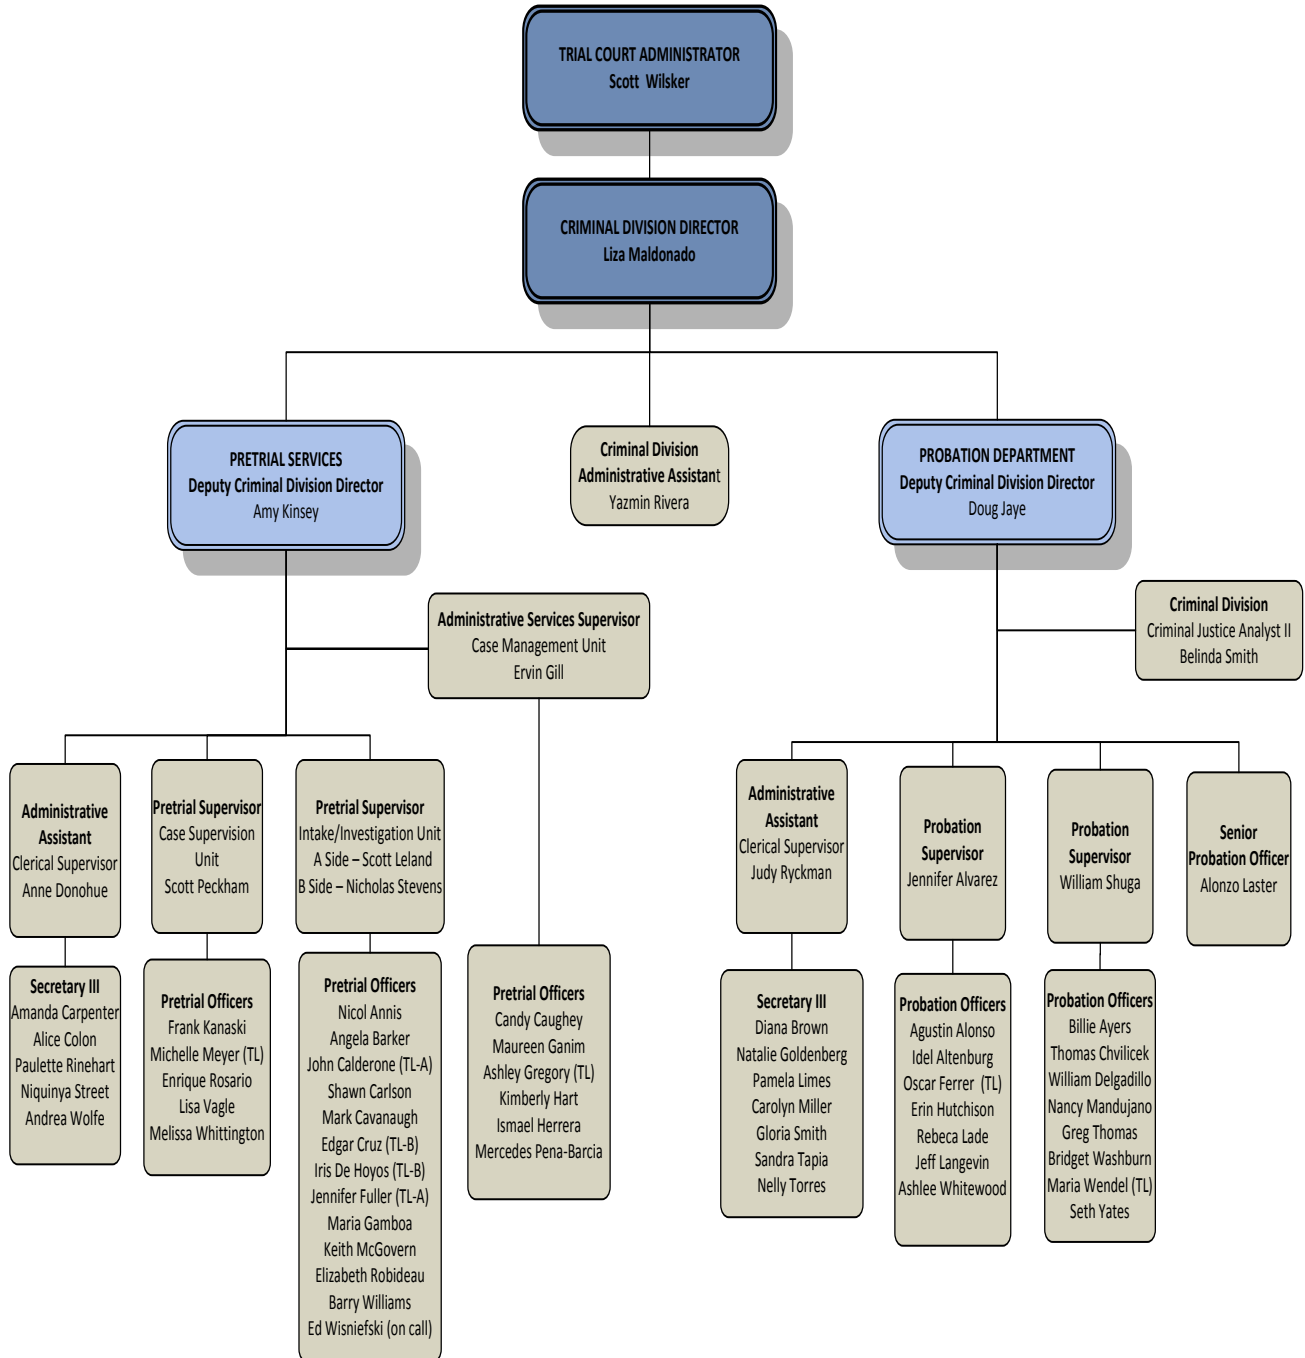 TRIAL COURT ADMINISTRATOR
Scott Wilsker
CRIMINAL DIVISION DIRECTOR
Liza Maldonado
PRETRIAL SERVICES
Deputy Criminal Division Director
Amy Kinsey
Criminal Division
Administrative Assistant
Yazmin Rivera
PROBATION DEPARTMENT
Deputy Criminal Division Director
Doug Jaye
Administrative Services Supervisor
Case Management Unit
Ervin Gill
Criminal Division
Criminal Justice Analyst II
Belinda Smith
Administrative
Assistant
Clerical Supervisor
Anne Donohue
Pretrial Supervisor
Case Supervision
Unit
Scott Peckham
Pretrial Supervisor
Intake/Investigation Unit
A Side – Scott Leland
B Side – Nicholas Stevens
Administrative
Assistant
Clerical Supervisor
Judy Ryckman
Probation
Supervisor
Jennifer Alvarez
Probation
Supervisor
William Shuga
Senior
Probation Officer
Alonzo Laster
Secretary III
Amanda Carpenter
Alice Colon
Paulette Rinehart
Niquinya Street
Andrea Wolfe
Pretrial Officers
Frank Kanaski
Michelle Meyer (TL)
Enrique Rosario
Lisa Vagle
Melissa Whittington
Pretrial Officers
Nicol Annis
Angela Barker
John Calderone (TL-A)
Shawn Carlson
Mark Cavanaugh
Edgar Cruz (TL-B)
Iris De Hoyos (TL-B)
Jennifer Fuller (TL-A)
Maria Gamboa
Keith McGovern
Elizabeth Robideau
Barry Williams
Ed Wisniefski (on call)
Pretrial Officers
Candy Caughey
Maureen Ganim
Ashley Gregory (TL)
Kimberly Hart
Ismael Herrera
Mercedes Pena-Barcia
Secretary III
Diana Brown
Natalie Goldenberg
Pamela Limes
Carolyn Miller
Gloria Smith
Sandra Tapia
Nelly Torres
Probation Officers
Agustin Alonso
Idel Altenburg
Oscar Ferrer (TL)
Erin Hutchison
Rebeca Lade
Jeff Langevin
Ashlee Whitewood
Probation Officers
Billie Ayers
Thomas Chvilicek
William Delgadillo
Nancy Mandujano
Greg Thomas
Bridget Washburn
Maria Wendel (TL)
Seth Yates